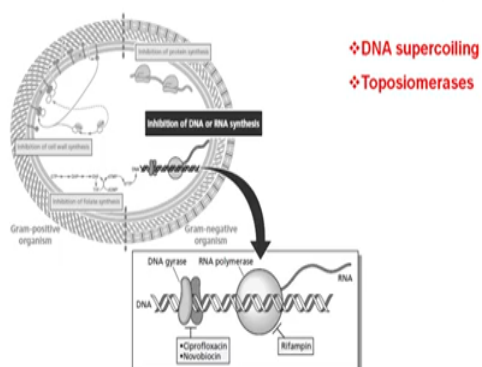 Inhibition of protein synthesis
❖DNA supercoiling
❖Toposiomerases
Inhibition of DNA or RNA synthesis
Inhibition of cell wall synthesis
DNA
Inhibition of folate synthesis
Gram-positive
organism
Gram-negative
organism
DNA gyrase
RNA polymerase
RNA
DNA
•Ciprofloxacin
•Novobiocin
Rifampin